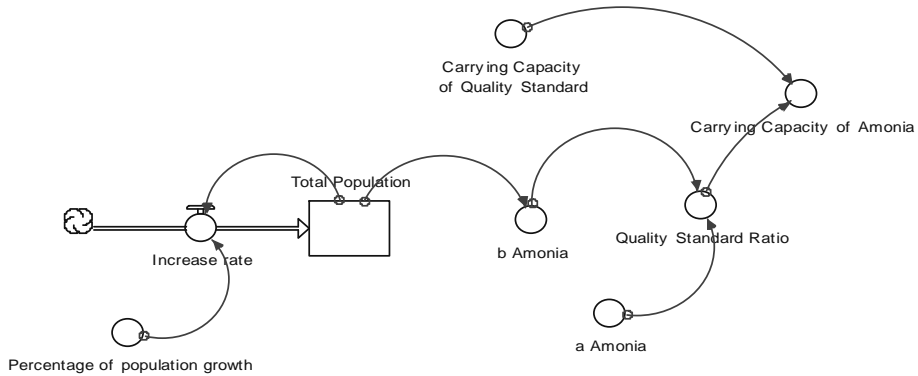 Carrying Capacity
of Quality Standard
Carrying Capacity of Amonia
Total Population
Quality Standard Ratio
b Amonia
Increase rate
a Amonia
Percentage of population growth